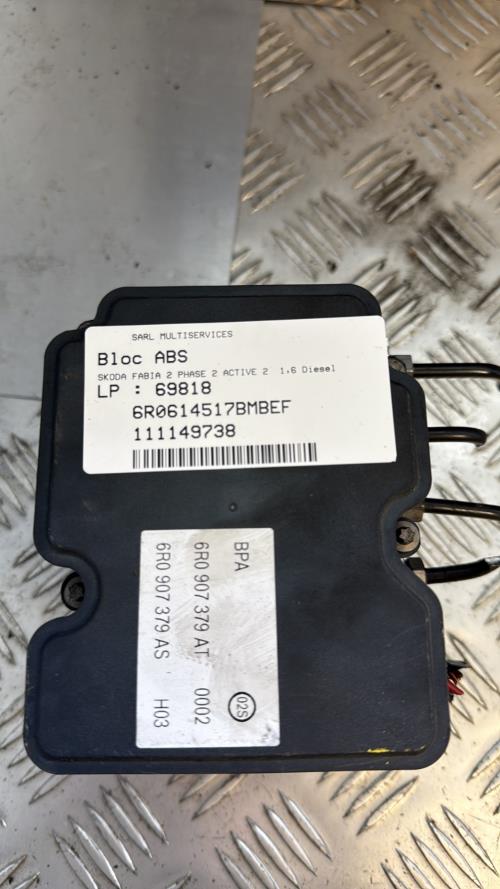 SARL MULTISERVICES
Bloc ABS
SKODA FABIA 2 PHASE 2 ACTIVE 2 1.6 Diesel
LP : 69818
6R0614517BMBEF
111149738
BPA 02S
6R0 907 379 AT 0002
6R0 907 379 AS H03